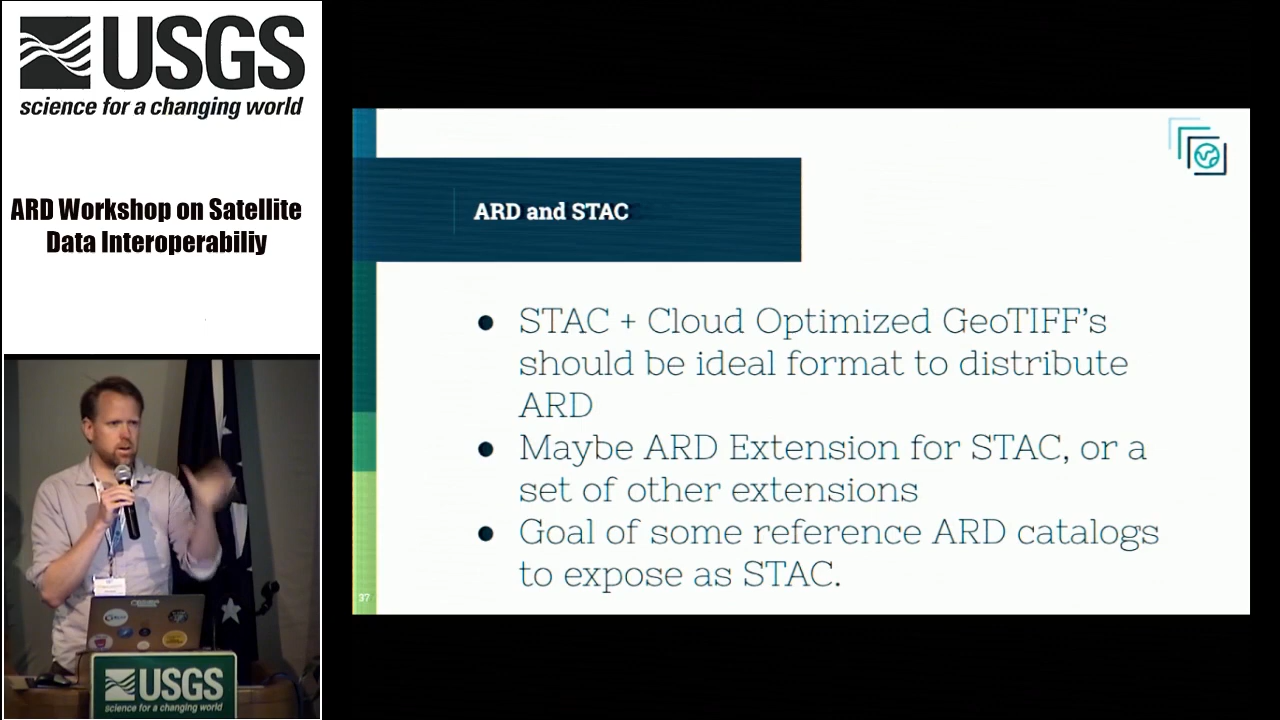 USGS
science for a changing world
ARD Workshop on Satellite
Data Interoperabiliy
ARD and STAC
● STAC + Cloud Optimized GeoTIFF's
should be ideal format to distribute
ARD
● Maybe ARD Extension for STAC, or a
set of other extensions
● Goal of some reference ARD catalogs
to expose as STAC.
37
USGS
science for a changing world